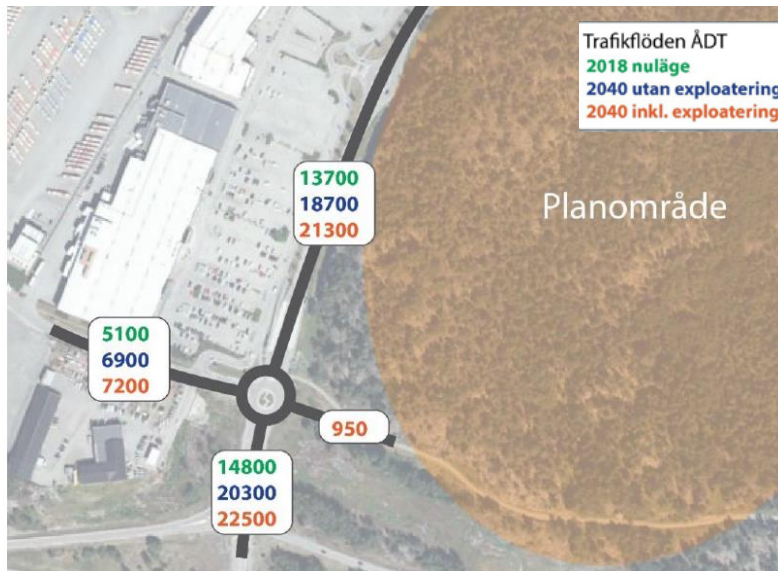 Trafikflöden ÅDT
2018 nuläge
2040 utan exploatering
2040 inkl. exploatering
13700
18700
21300
Planområde
5100
6900
7200
950
14800
20300
22500